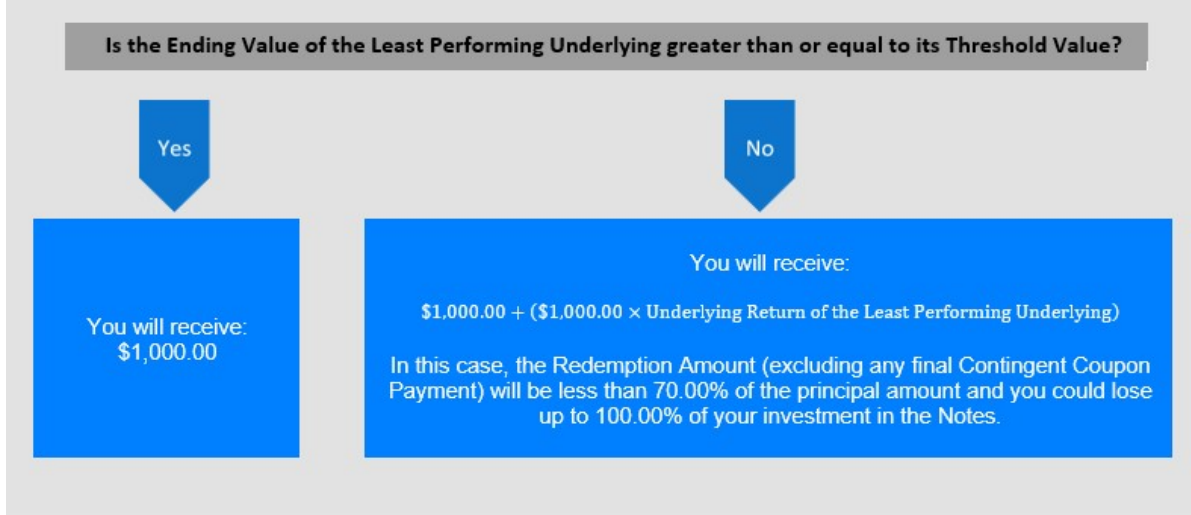 Is the Ending Value of the Least Performing Underlying greater than or equal to its Threshold Value?
Yes
No
You will receive:
$1,000.00
You will receive:
$1,000.00 + ($1,000.00 × Underlying Return of the Least Performing Underlying)
In this case, the Redemption Amount (excluding any final Contingent Coupon
Payment) will be less than 70.00% of the principal amount and you could lose
up to 100.00% of your investment in the Notes.